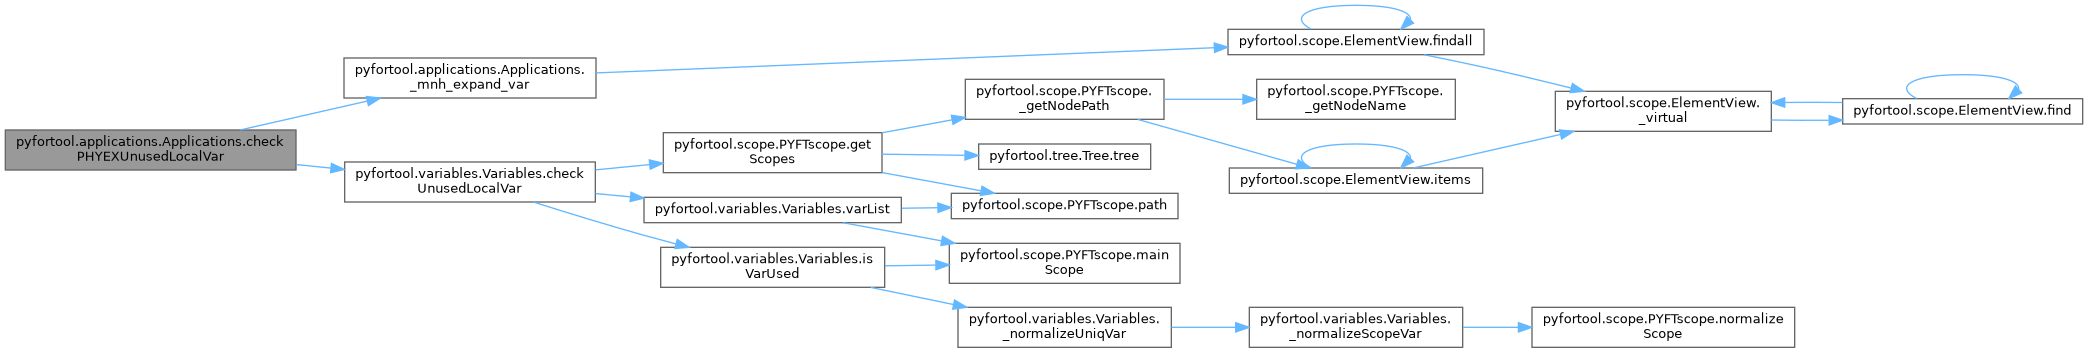 pyfortool.applications.Applications.check
PHYEXUnusedLocalVar
pyfortool.applications.Applications.
_mnh_expand_var
pyfortool.variables.Variables.check
UnusedLocalVar
pyfortool.scope.PYFTscope.get
Scopes
pyfortool.variables.Variables.varList
pyfortool.variables.Variables.is
VarUsed
pyfortool.scope.PYFTscope.
_getNodePath
pyfortool.tree.Tree.tree
pyfortool.scope.PYFTscope.path
pyfortool.scope.PYFTscope.main
Scope
pyfortool.variables.Variables.
_normalizeUniqVar
pyfortool.scope.ElementView.findall
pyfortool.scope.PYFTscope.
_getNodeName
pyfortool.scope.ElementView.items
pyfortool.variables.Variables.
_normalizeScopeVar
pyfortool.scope.ElementView.
_virtual
pyfortool.scope.PYFTscope.normalize
Scope
pyfortool.scope.ElementView.find